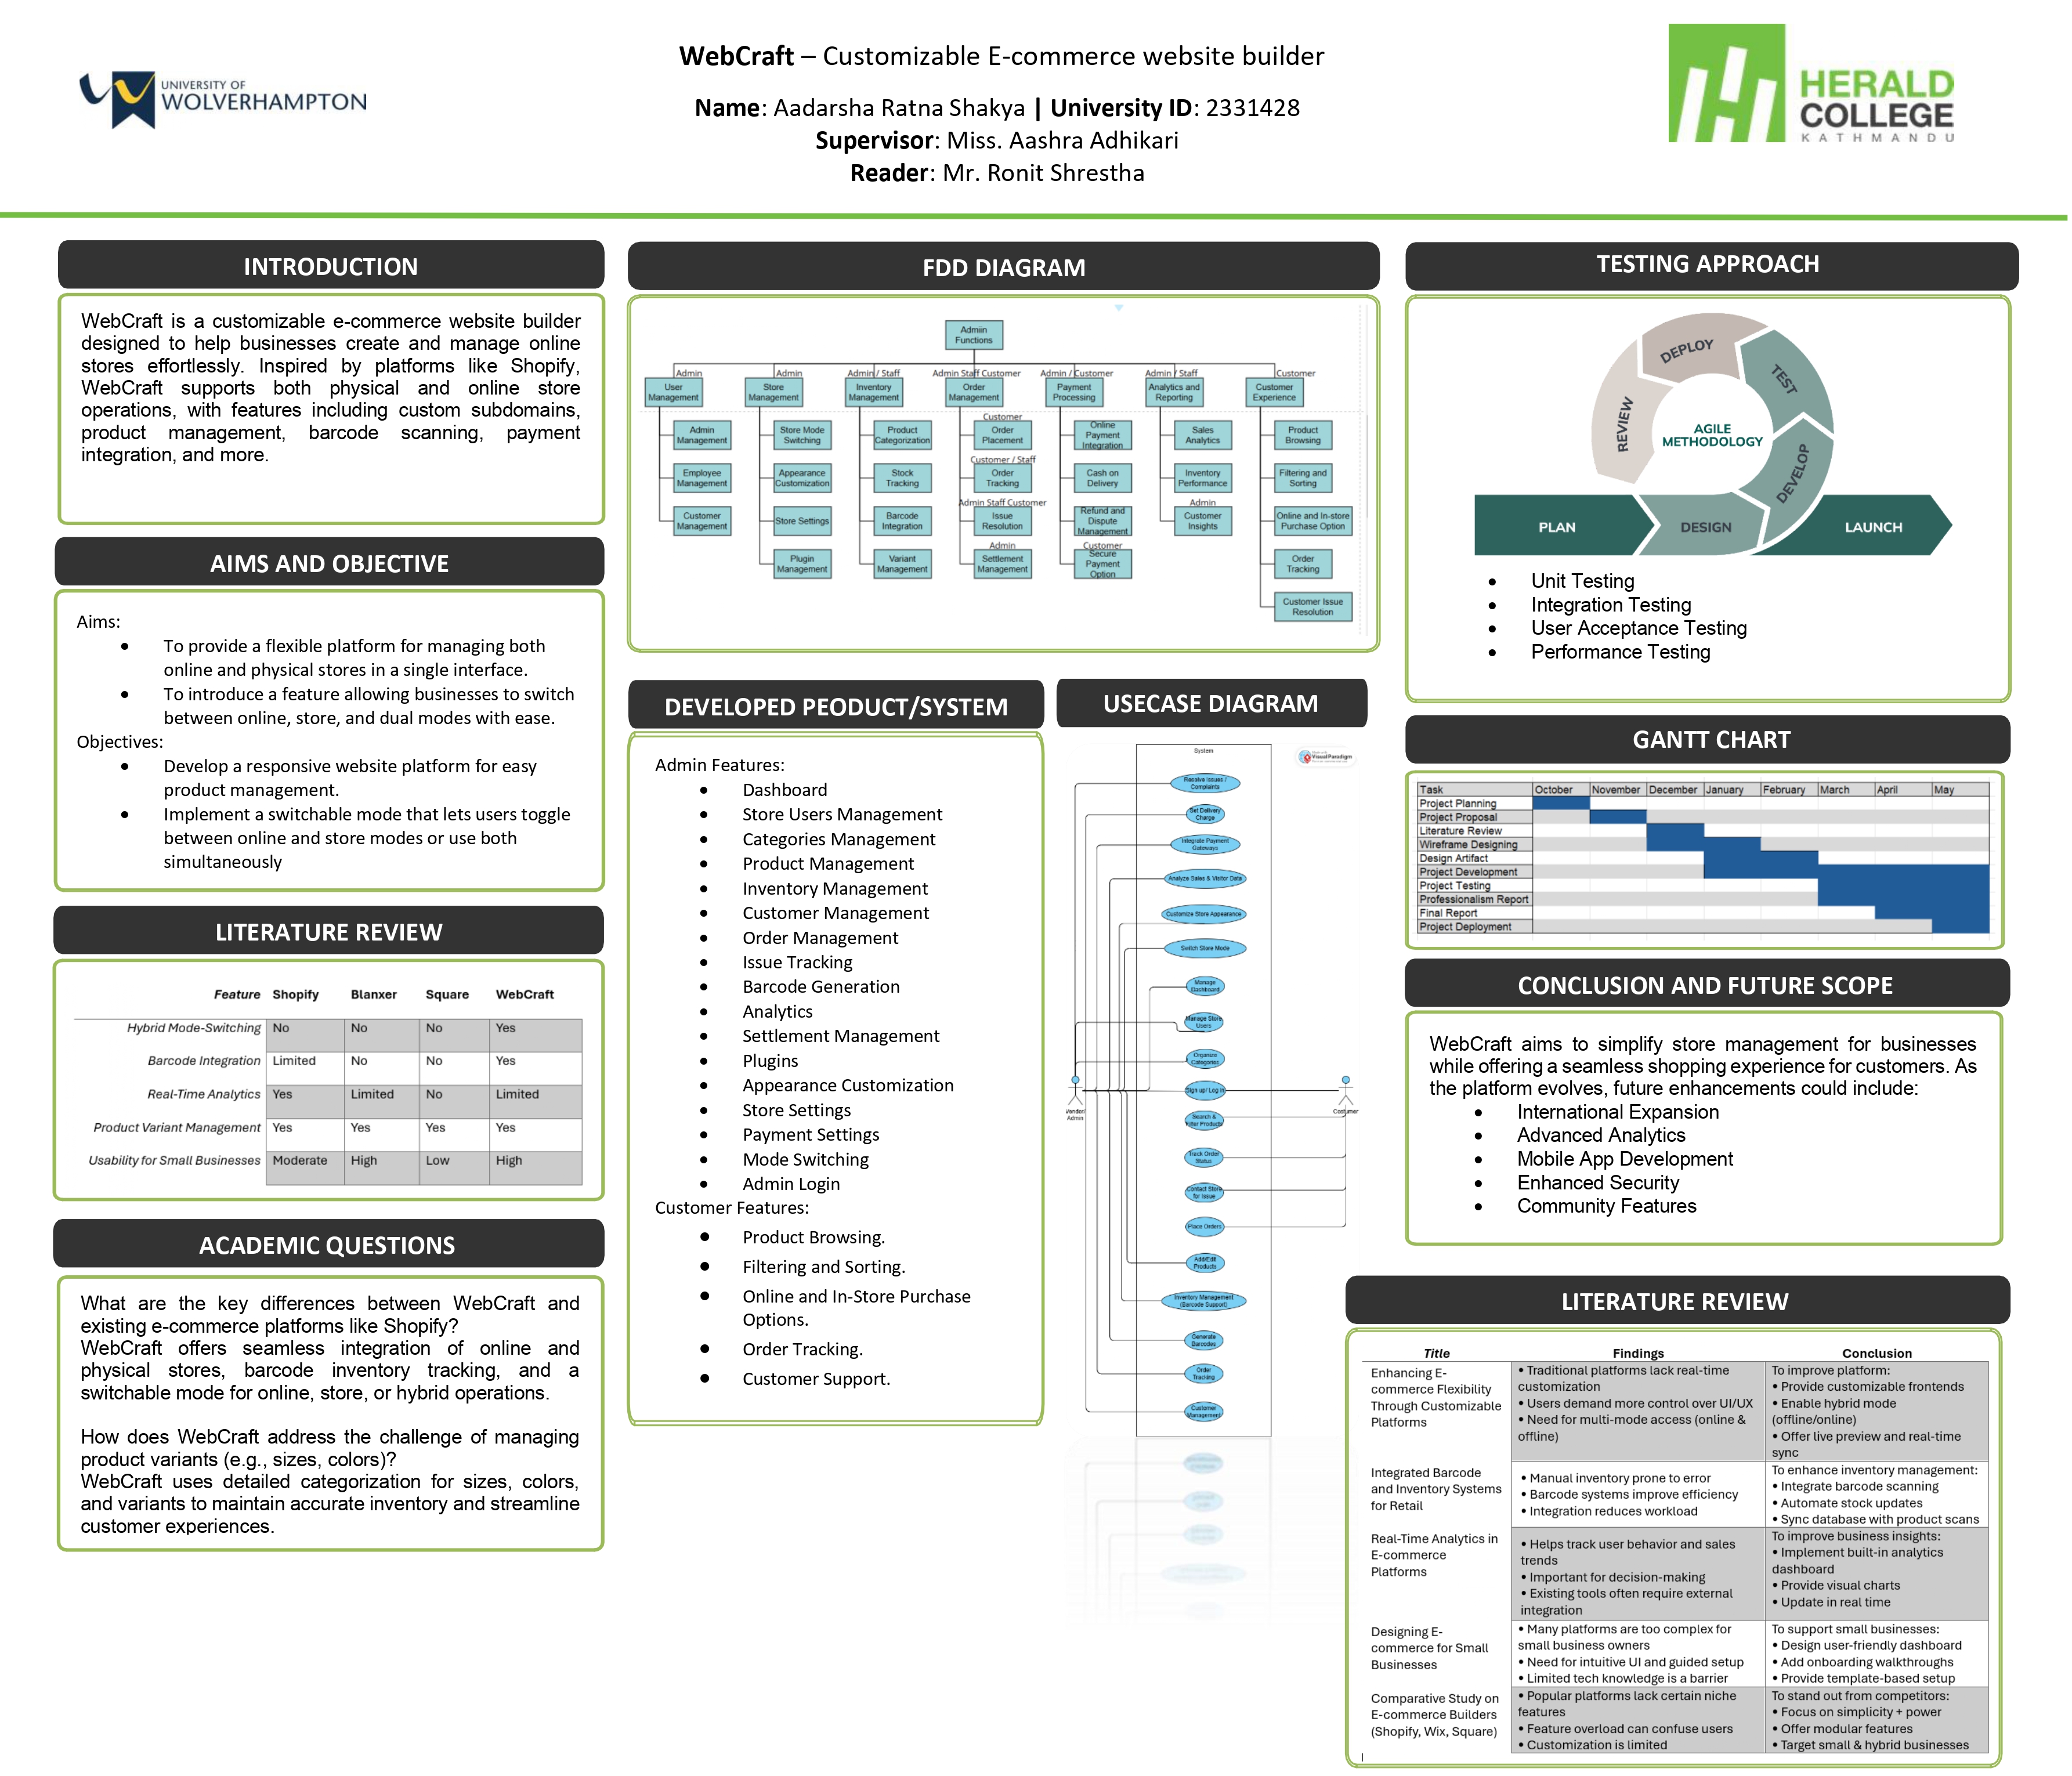 UNIVERSITY OF
WOLVERHAMPTON
WebCraft – Customizable E-commerce website builder
Name: Aadarsha Ratna Shakya | University ID: 2331428
Supervisor: Miss. Aashra Adhikari
Reader: Mr. Ronit Shrestha
HERALD
COLLEGE
KATHMANDU
INTRODUCTION
WebCraft is a customizable e-commerce website builder
designed to help businesses create and manage online
stores effortlessly. Inspired by platforms like Shopify,
WebCraft supports both physical and online store
operations, with features including custom subdomains,
product management, barcode scanning, payment
integration, and more.
AIMS AND OBJECTIVE
Aims:
• To provide a flexible platform for managing both
online and physical stores in a single interface.
• To introduce a feature allowing businesses to switch
between online, store, and dual modes with ease.
Objectives:
• Develop a responsive website platform for easy
product management.
• Implement a switchable mode that lets users toggle
between online and store modes or use both
simultaneously
LITERATURE REVIEW
Feature Shopify Blanxer Square WebCraft
Hybrid Mode-Switching No No No Yes
Barcode Integration Limited No No Yes
Real-Time Analytics Yes Limited No Limited
Product Variant Management Yes Yes Yes Yes
Usability for Small Businesses Moderate High Low High
ACADEMIC QUESTIONS
What are the key differences between WebCraft and
existing e-commerce platforms like Shopify?
WebCraft offers seamless integration of online and
physical stores, barcode inventory tracking, and a
switchable mode for online, store, or hybrid operations.
How does WebCraft address the challenge of managing
product variants (e.g., sizes, colors)?
WebCraft uses detailed categorization for sizes, colors,
and variants to maintain accurate inventory and streamline
customer experiences.
FDD DIAGRAM
Admin
Functions
Admin
User
Management
Admin
Management
Employee
Management
Customer
Management
Admin
Store
Management
Store Mode
Switching
Appearance
Customization
Store Settings
Plugin
Management
Admin / Staff
Inventory
Management
Product
Categorization
Stock
Tracking
Barcode
Integration
Variant
Management
Admin Staff Customer
Order
Management
Customer
Order
Placement
Customer / Staff
Order
Tracking
Admin Staff Customer
Issue
Resolution
Admin
Settlement
Management
Admin / Customer
Payment
Processing
Online
Payment
Integration
Cash on
Delivery
Refund and
Dispute
Management
Customer
Secure
Payment
Option
Admin / Staff
Analytics and
Reporting
Sales
Analytics
Inventory
Performance
Admin
Customer
Insights
Customer
Customer
Experience
Product
Browsing
Filtering and
Sorting
Online and In-store
Purchase Option
Order
Tracking
Customer Issue
Resolution
DEVELOPED PEODUCT/SYSTEM
Admin Features:
• Dashboard
• Store Users Management
• Categories Management
• Product Management
• Inventory Management
• Customer Management
• Order Management
• Issue Tracking
• Barcode Generation
• Analytics
• Settlement Management
• Plugins
• Appearance Customization
• Store Settings
• Payment Settings
• Mode Switching
• Admin Login
Customer Features:
• Product Browsing.
• Filtering and Sorting.
• Online and In-Store Purchase
Options.
• Order Tracking.
• Customer Support.
USECASE DIAGRAM
System
Visual Paradigm
Resolve Issues /
Complaints
Set Delivery
Charge
Integrate Payment
Gateways
Analyze Sales & Visitor Data
Customize Store Appearance
Switch Store Mode
Manage
Dashboard
Manage Store
Users
Organize
Categories
Sign up/ Log in
Search &
Filter Products
Track Order
Status
Contact Store
for Issue
Place Orders
Add/Edit
Products
Inventory Management
(Barcode Support)
Generate
Barcodes
Order
Tracking
Customer
Management
Vendor/
Admin
TESTING APPROACH
DEPLOY
TEST
REVIEW
AGILE
METHODOLOGY
DEVELOP
PLAN
DESIGN
LAUNCH
• Unit Testing
• Integration Testing
• User Acceptance Testing
• Performance Testing
GANTT CHART
Task October November December January February March April May
Project Planning
Project Proposal
Literature Review
Wireframe Designing
Design Artifact
Project Development
Project Testing
Professionalism Report
Final Report
Project Deployment
CONCLUSION AND FUTURE SCOPE
WebCraft aims to simplify store management for businesses
while offering a seamless shopping experience for customers. As
the platform evolves, future enhancements could include:
• International Expansion
• Advanced Analytics
• Mobile App Development
• Enhanced Security
• Community Features
LITERATURE REVIEW
Title Findings Conclusion
Enhancing E-
commerce Flexibility
Through Customizable
Platforms
• Traditional platforms lack real-time
customization
• Users demand more control over UI/UX
• Need for multi-mode access (online &
offline)
To improve platform:
• Provide customizable frontends
• Enable hybrid mode
(offline/online)
• Offer live preview and real-time
sync
Integrated Barcode
and Inventory Systems
for Retail
• Manual inventory prone to error
• Barcode systems improve efficiency
• Integration reduces workload
To enhance inventory management:
• Integrate barcode scanning
• Automate stock updates
• Sync database with product scans
Real-Time Analytics in
E-commerce
Platforms
• Helps track user behavior and sales
trends
• Important for decision-making
• Existing tools often require external
integration
To improve business insights:
• Implement built-in analytics
dashboard
• Provide visual charts
• Update in real time
Designing E-
commerce for Small
Businesses
• Many platforms are too complex for
small business owners
• Need for intuitive UI and guided setup
• Limited tech knowledge is a barrier
To support small businesses:
• Design user-friendly dashboard
• Add onboarding walkthroughs
• Provide template-based setup
Comparative Study on
E-commerce Builders
(Shopify, Wix, Square)
• Popular platforms lack certain niche
features
• Feature overload can confuse users
• Customization is limited
To stand out from competitors:
• Focus on simplicity + power
• Offer modular features
• Target small & hybrid businesses